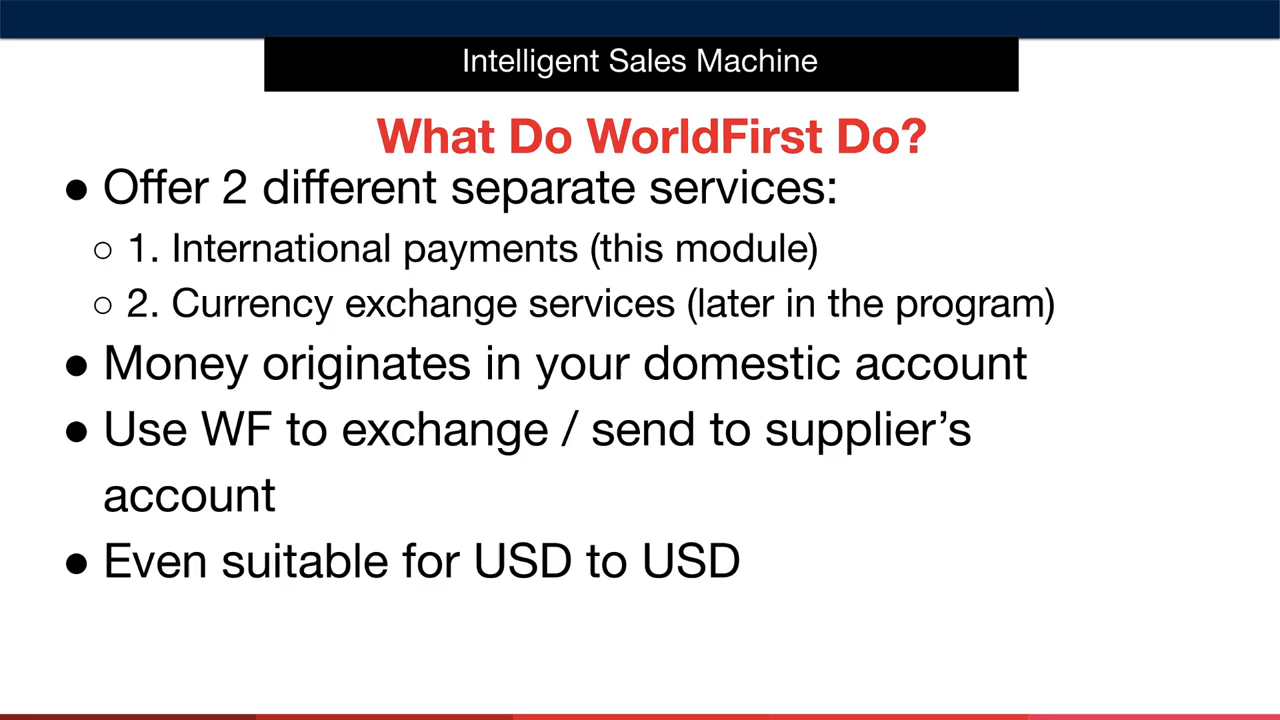 Intelligent Sales Machine
What Do WorldFirst Do?
● Offer 2 different separate services:
○ 1. International payments (this module)
○ 2. Currency exchange services (later in the program)
● Money originates in your domestic account
● Use WF to exchange / send to supplier’s
account
● Even suitable for USD to USD